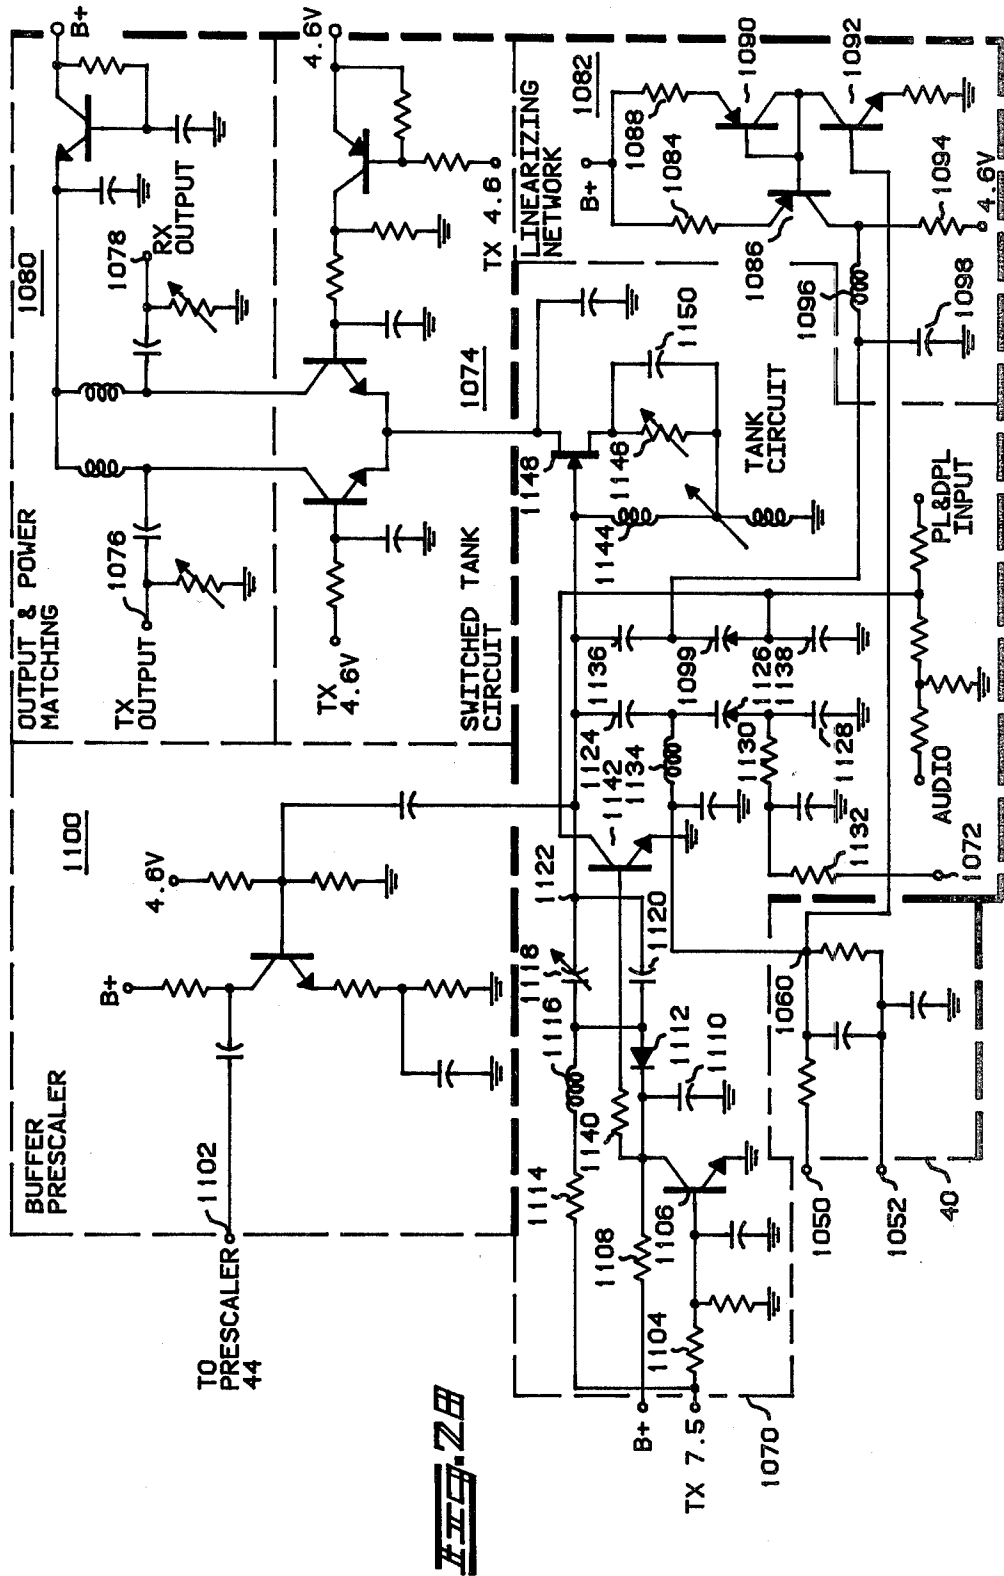 OUTPUT & POWER
MATCHING
1080
B+
1078
RX
OUTPUT
1076
TX
OUTPUT
4.6V
TX 4.6
1074
TX
4.6V
SWITCHED TANK
CIRCUIT
BUFFER
PRESCALER
1100
4.6V
B+
1102
TO
PRESCALER
44
LINEARIZING
NETWORK
1082
B+
1088
1084
1090
1092
1086
1094
4.6V
1096
1098
1148
1150
1146
1144
TANK
CIRCUIT
1136
1099
1126
1138
1124
1142
1134
1130
1128
1132
1072
AUDIO
PL&DPL
INPUT
1122
1120
1118
1116
1112
1110
1114
1140
1108
1106
1104
B+
TX 7.5
1070
1060
1050
1052
40
FIG. 28